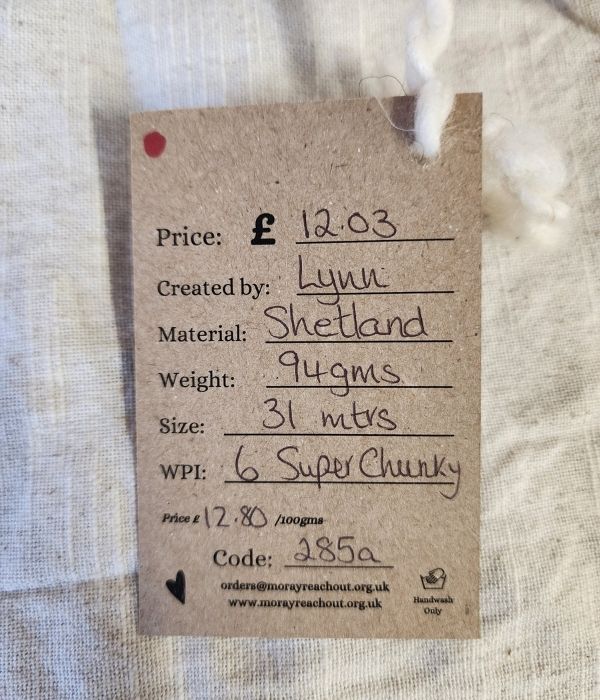 Price: £ 12.03
Created by: Lynn
Material: Shetland
Weight: 94gms
Size: 31 mtrs
WPI: 6 Super Chunky
Price £ 12.80 /100gms
Code: 285a
orders@morayreachout.org.uk
www.morayreachout.org.uk
Handwash
Only